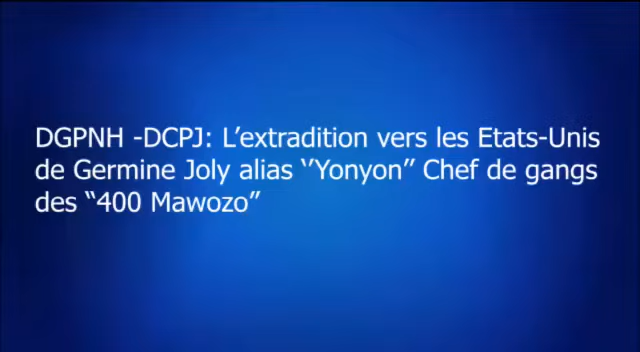 DGPNH -DCPJ: L’extradition vers les Etats-Unis
de Germine Joly alias ‘’Yonyon’’ Chef de gangs
des “400 Mawozo”